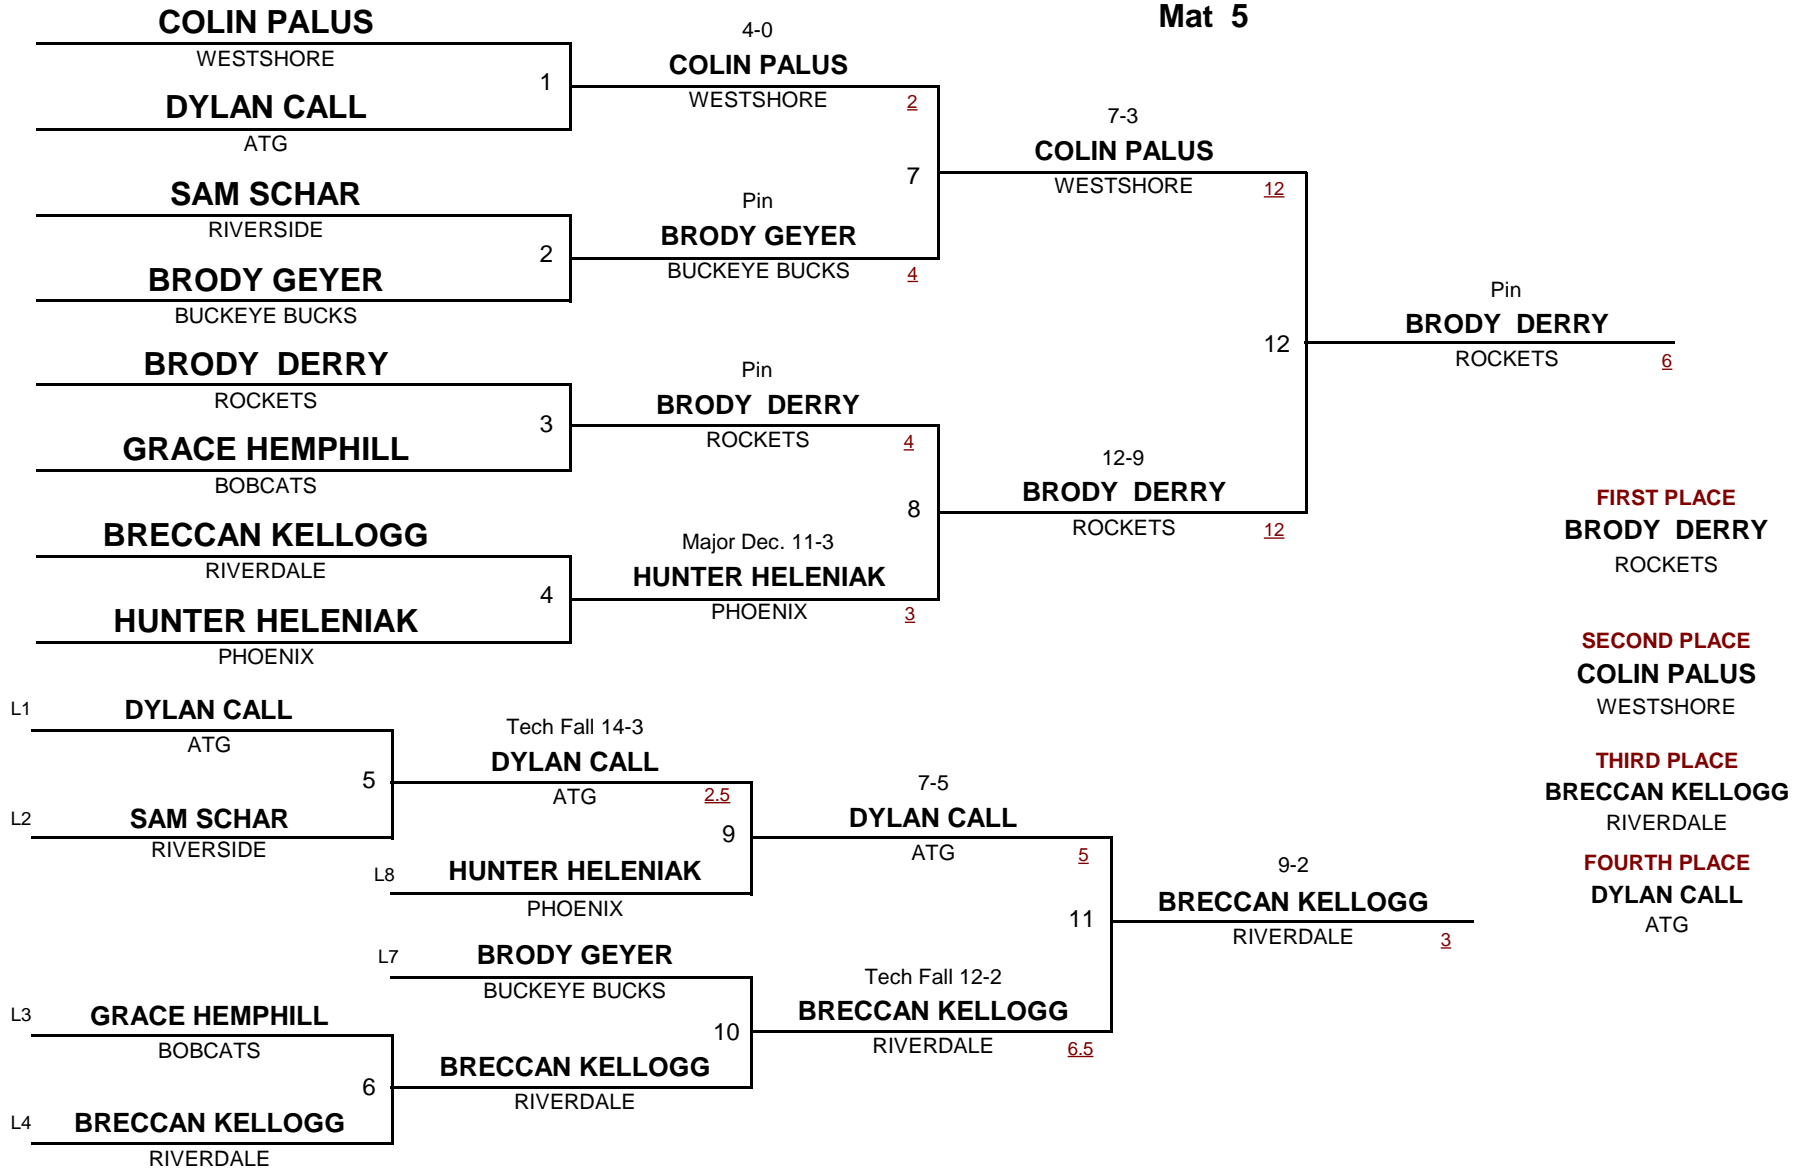 Mat 5
COLIN PALUS
WESTSHORE
1
DYLAN CALL
ATG
SAM SCHAR
RIVERSIDE
2
BRODY GEYER
BUCKEYE BUCKS
BRODY DERRY
ROCKETS
3
GRACE HEMPHILL
BOBCATS
BRECCAN KELLOGG
RIVERDALE
4
HUNTER HELENIAK
PHOENIX
4-0
COLIN PALUS
WESTSHORE 2
7
Pin
BRODY GEYER
BUCKEYE BUCKS 4
Pin
BRODY DERRY
ROCKETS 4
8
Major Dec. 11-3
HUNTER HELENIAK
PHOENIX 3
7-3
COLIN PALUS
WESTSHORE 12
12
12-9
BRODY DERRY
ROCKETS 12
Pin
BRODY DERRY
ROCKETS 6
L1 DYLAN CALL
ATG
5
L2 SAM SCHAR
RIVERSIDE
L3 GRACE HEMPHILL
BOBCATS
6
L4 BRECCAN KELLOGG
RIVERDALE
Tech Fall 14-3
DYLAN CALL
ATG 2.5
9
L8 HUNTER HELENIAK
PHOENIX
L7 BRODY GEYER
BUCKEYE BUCKS
10
BRECCAN KELLOGG
RIVERDALE
7-5
DYLAN CALL
ATG 5
11
Tech Fall 12-2
BRECCAN KELLOGG
RIVERDALE 6.5
9-2
BRECCAN KELLOGG
RIVERDALE 3
FIRST PLACE
BRODY DERRY
ROCKETS
SECOND PLACE
COLIN PALUS
WESTSHORE
THIRD PLACE
BRECCAN KELLOGG
RIVERDALE
FOURTH PLACE
DYLAN CALL
ATG